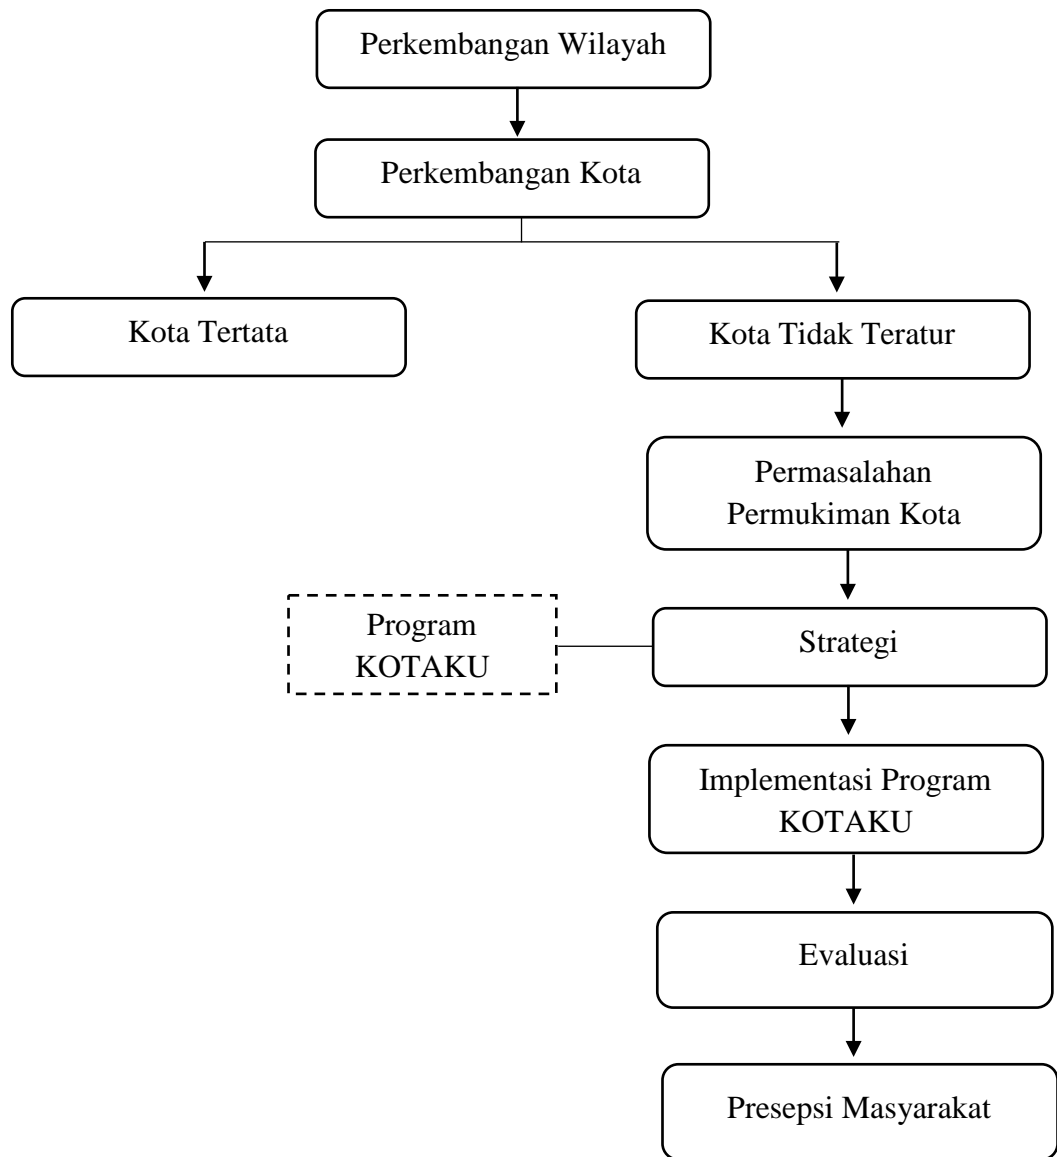 Perkembangan Wilayah
Perkembangan Kota
Kota Tertata
Kota Tidak Teratur
Permasalahan
Permukiman Kota
Program
KOTAKU
Strategi
Implementasi Program
KOTAKU
Evaluasi
Presepsi Masyarakat